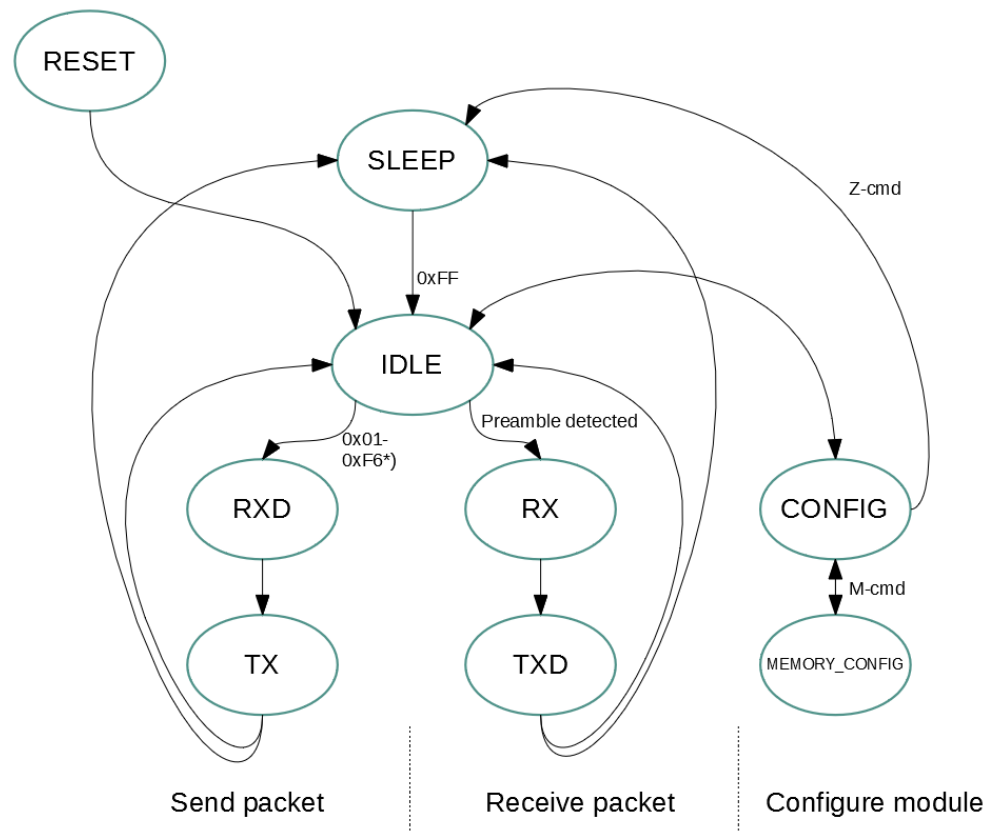 RESET
SLEEP
Z-cmd
0xFF
IDLE
Preamble detected
0x01-
0xF6*)
RXD
RX
CONFIG
M-cmd
TX
TXD
MEMORY_CONFIG
Send packet
Receive packet
Configure module